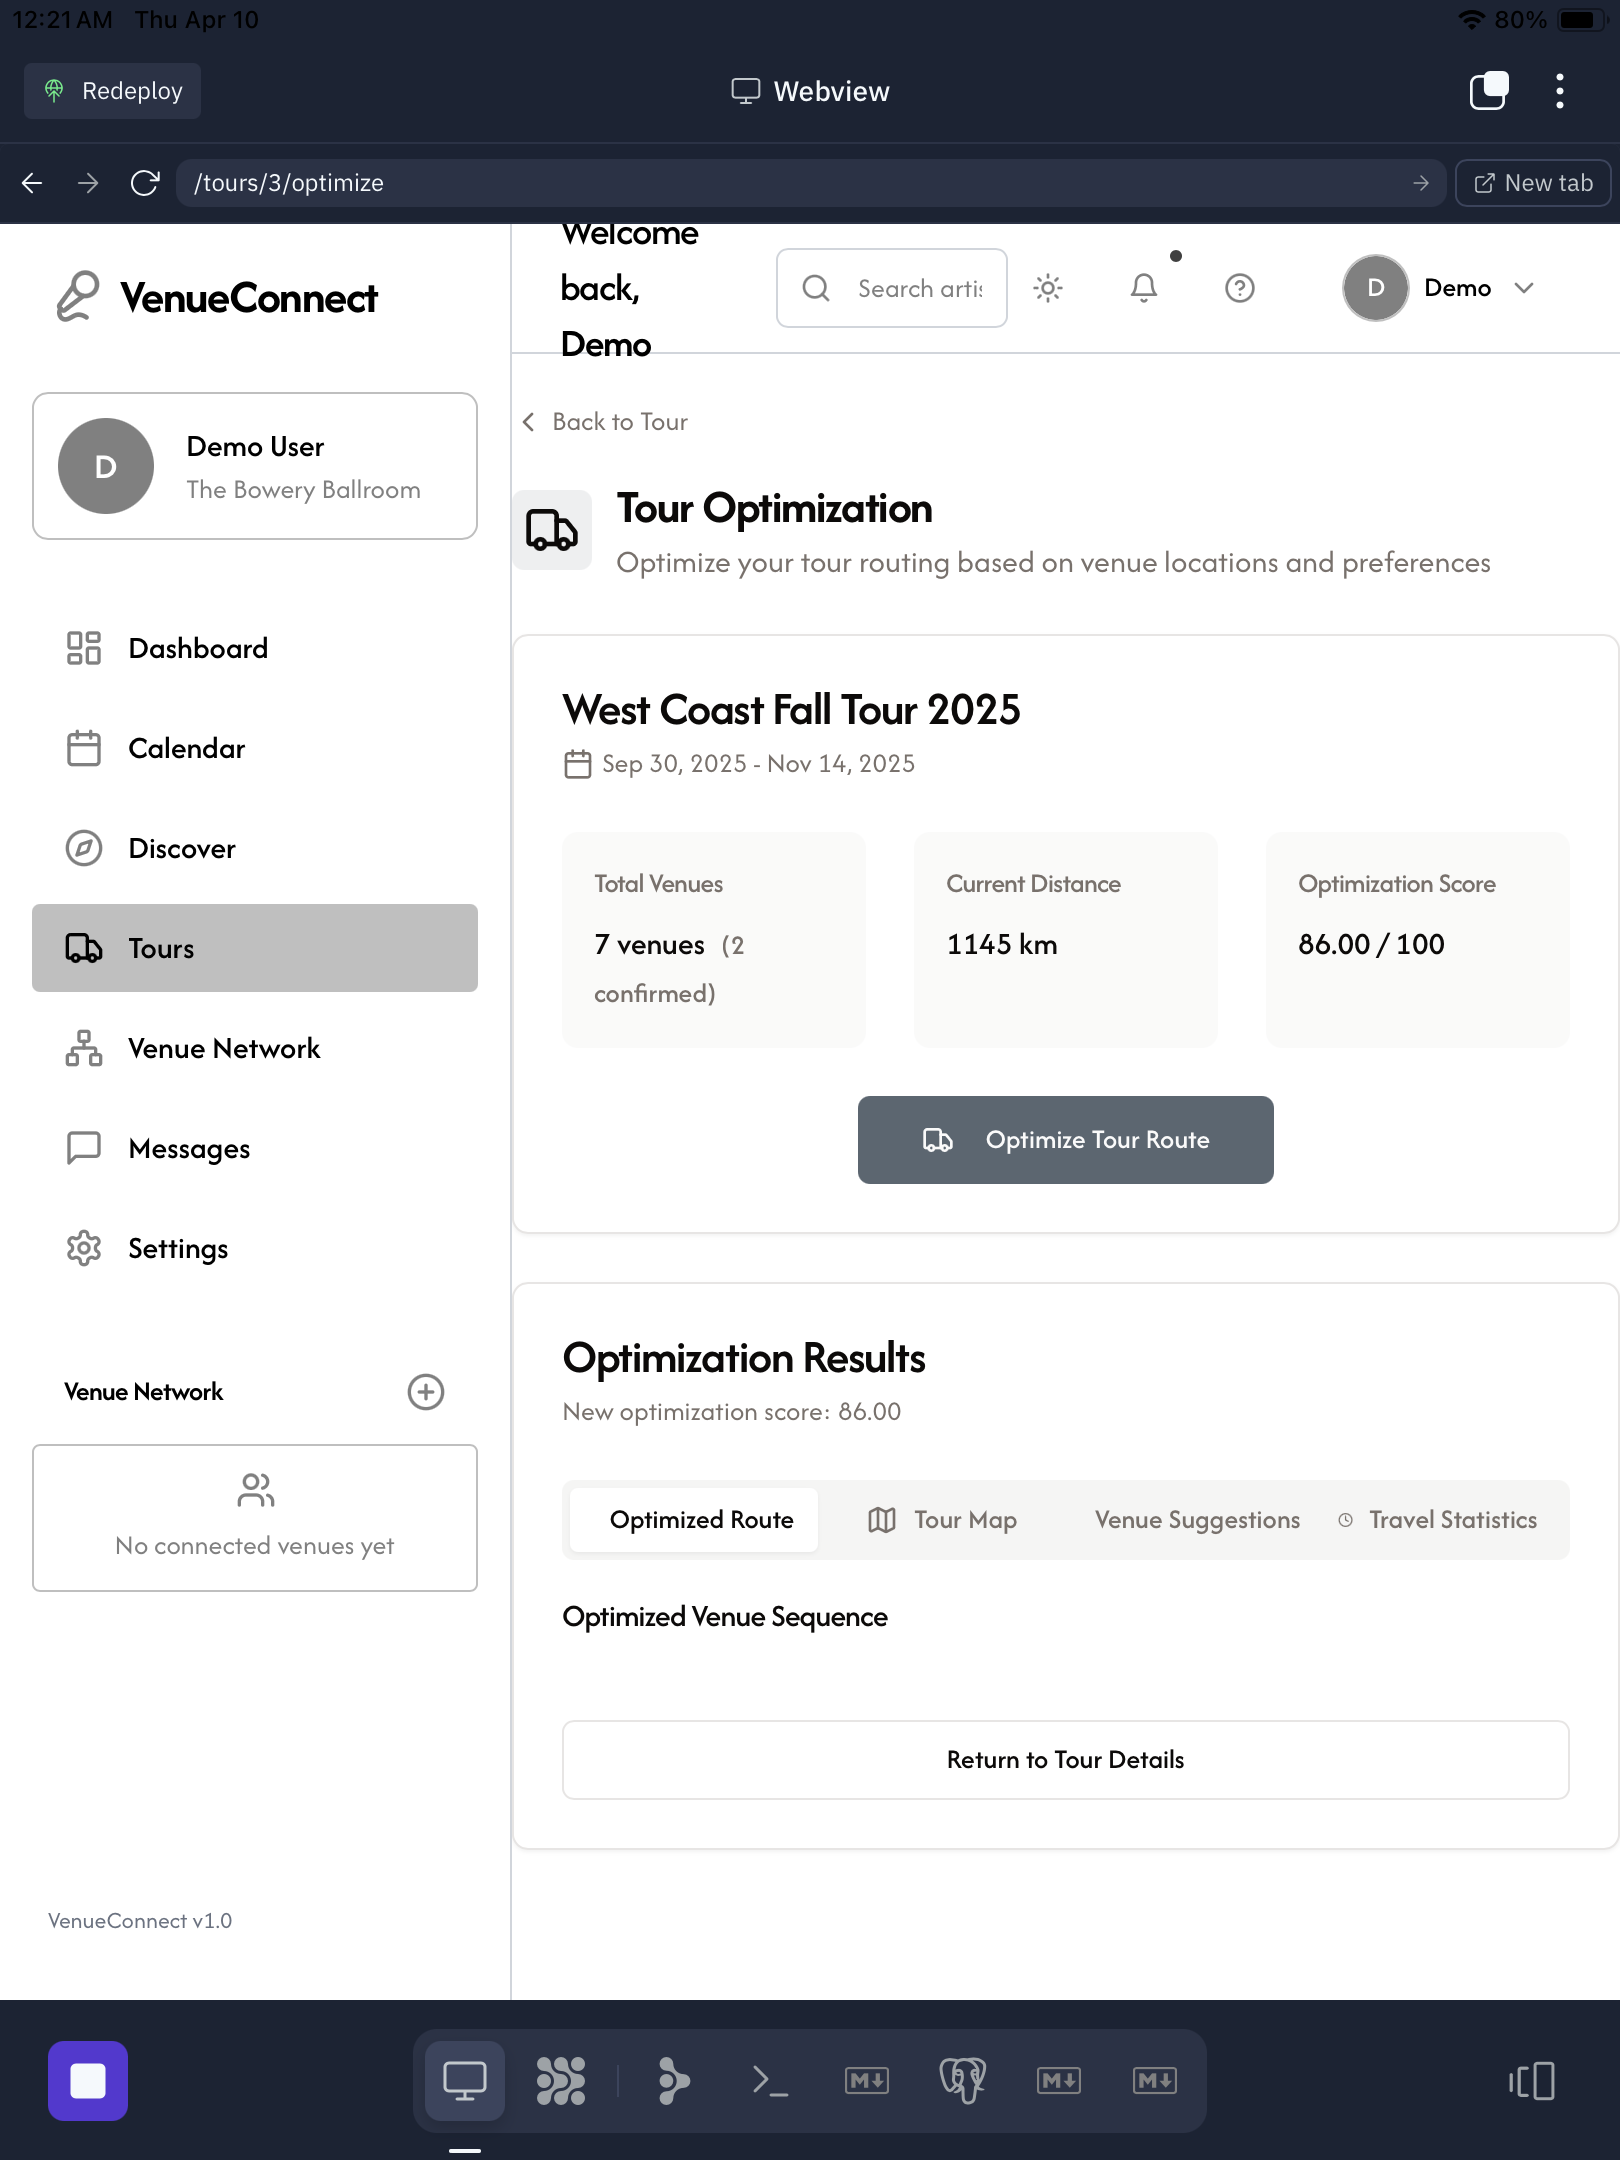 12:21 AM Thu Apr 10
80%
Redeploy
Webview
/tours/3/optimize
New tab
VenueConnect
Welcome
back,
Demo
Search artis
D
Demo
D
Demo User
The Bowery Ballroom
Dashboard
Calendar
Discover
Tours
Venue Network
Messages
Settings
Venue Network
No connected venues yet
VenueConnect v1.0
Back to Tour
Tour Optimization
Optimize your tour routing based on venue locations and preferences
West Coast Fall Tour 2025
Sep 30, 2025 - Nov 14, 2025
Total Venues
7 venues (2
confirmed)
Current Distance
1145 km
Optimization Score
86.00 / 100
Optimize Tour Route
Optimization Results
New optimization score: 86.00
Optimized Route
Tour Map
Venue Suggestions
Travel Statistics
Optimized Venue Sequence
Return to Tour Details
M
M
M